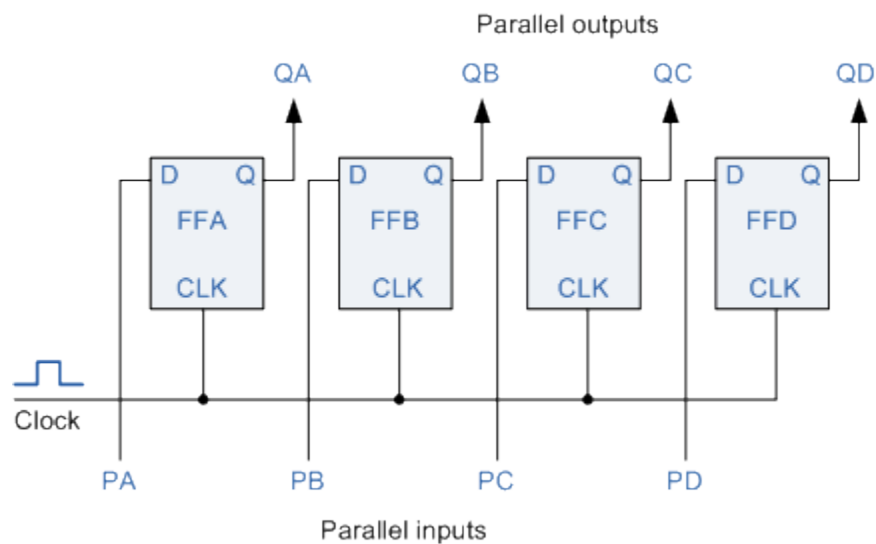 Parallel outputs
QA QB QC QD
D Q D Q D Q D Q
FFA FFB FFC FFD
CLK CLK CLK CLK
Clock
PA PB PC PD
Parallel inputs